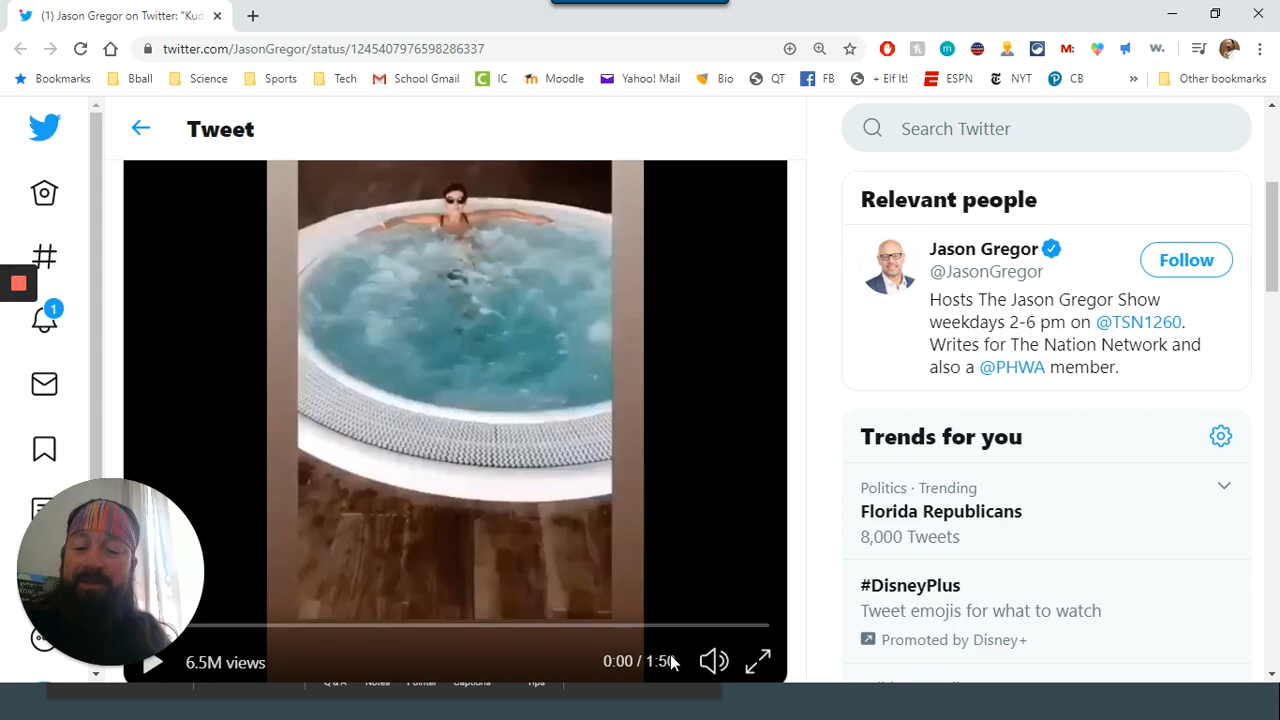 (1) Jason Gregor on Twitter: "Kud
twitter.com/JasonGregor/status/1245407976598286337
Bookmarks Bball Science Sports Tech School Gmail IC Moodle Yahoo! Mail Bio QT FB + Elf It! ESPN NYT CB » Other bookmarks
Tweet
Search Twitter
Relevant people
Jason Gregor
@JasonGregor
Follow
Hosts The Jason Gregor Show
weekdays 2-6 pm on @TSN1260.
Writes for The Nation Network and
also a @PHWA member.
1
Trends for you
Politics · Trending
Florida Republicans
8,000 Tweets
#DisneyPlus
Tweet emojis for what to watch
Promoted by Disney+
6.5M views
0:00 / 1:50
Q & A Notes Pointer Captions Tips